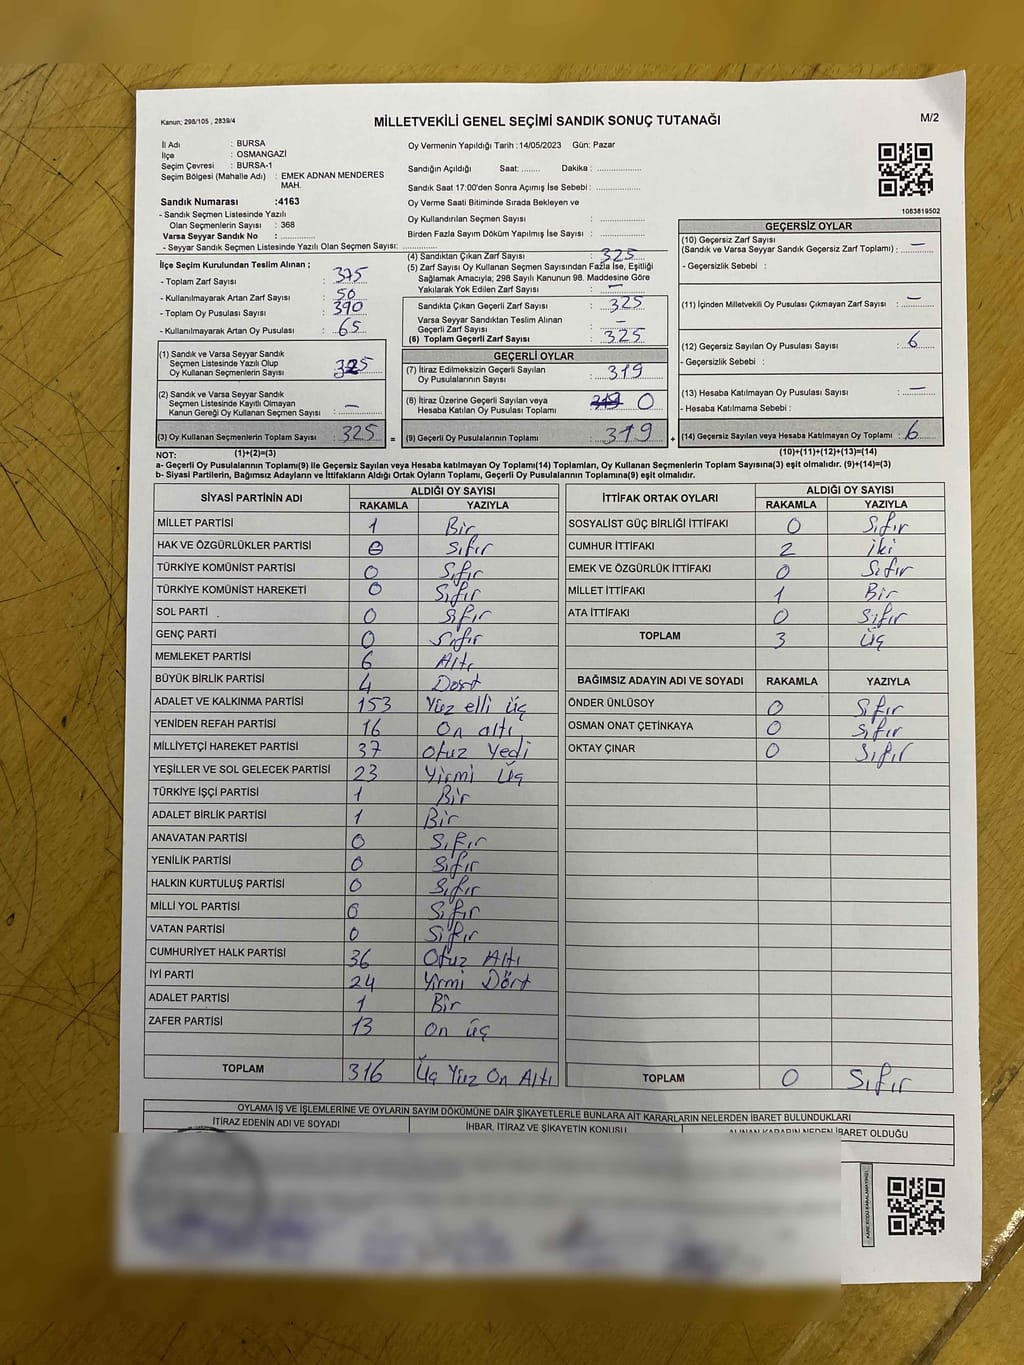 Kanun; 298/105 , 2839/4
MİLLETVEKİLİ GENEL SEÇİMİ SANDIK SONUÇ TUTANAĞI
M/2
İl Adı : BURSA
İlçe : OSMANGAZİ
Seçim Çevresi : BURSA-1
Seçim Bölgesi (Mahalle Adı) : EMEK ADNAN MENDERES
MAH.
Sandık Numarası :4163
- Sandık Seçmen Listesinde Yazılı
Olan Seçmenlerin Sayısı : 368
Varsa Seyyar Sandık No :
- Seyyar Sandık Seçmen Listesinde Yazılı Olan Seçmen Sayısı:
Oy Vermenin Yapıldığı Tarih :14/05/2023 Gün: Pazar
Sandığın Açıldığı Saat: Dakika :
Sandık Saat 17:00'den Sonra Açımış İse Sebebi :
Oy Verme Saati Bitiminde Sırada Bekleyen ve
Oy Kullandırılan Seçmen Sayısı :
Birden Fazla Sayım Döküm Yapılmış İse Sayısı :
1083819502
İlçe Seçim Kurulundan Teslim Alınan ;
- Toplam Zarf Sayısı : 375
- Kullanılmayarak Artan Zarf Sayısı : 50
- Toplam Oy Pusulası Sayısı : 390
- Kullanılmayarak Artan Oy Pusulası : 65
(1) Sandık ve Varsa Seyyar Sandık
Seçmen Listesinde Yazılı Olup
Oy Kullanan Seçmenlerin Sayısı : 325
(2) Sandık ve Varsa Seyyar Sandık
Seçmen Listesinde Kayıtlı Olmayan
Kanun Gereği Oy Kullanan Seçmen Sayısı : —
(3) Oy Kullanan Seçmenlerin Toplam Sayısı : 325
(1)+(2)=(3)
(4) Sandıktan Çıkan Zarf Sayısı : 325
(5) Zarf Sayısı Oy Kullanan Seçmen Sayısından Fazla İse, Eşitliği
Sağlamak Amacıyla; 298 Sayılı Kanunun 98. Maddesine Göre
Yakılarak Yok Edilen Zarf Sayısı : —
Sandıkta Çıkan Geçerli Zarf Sayısı : 325
Varsa Seyyar Sandıktan Teslim Alınan
Geçerli Zarf Sayısı : —
(6) Toplam Geçerli Zarf Sayısı : 325
GEÇERLİ OYLAR
(7) İtiraz Edilmeksizin Geçerli Sayılan
Oy Pusulalarının Sayısı : 319
(8) İtiraz Üzerine Geçerli Sayılan veya
Hesaba Katılan Oy Pusulası Toplamı : 319 0
= (9) Geçerli Oy Pusulalarının Toplamı : 319 +
GEÇERSİZ OYLAR
(10) Geçersiz Zarf Sayısı
(Sandık ve Varsa Seyyar Sandık Geçersiz Zarf Toplamı) : —
- Geçersizlik Sebebi :
(11) İçinden Milletvekili Oy Pusulası Çıkmayan Zarf Sayısı : —
(12) Geçersiz Sayılan Oy Pusulası Sayısı : 6
- Geçersizlik Sebebi :
(13) Hesaba Katılmayan Oy Pusulası Sayısı : —
- Hesaba Katılmama Sebebi :
(14) Geçersiz Sayılan veya Hesaba Katılmayan Oy Toplamı : 6
(10)+(11)+(12)+(13)=(14)
NOT:
a- Geçerli Oy Pusulalarının Toplamı(9) ile Geçersiz Sayılan veya Hesaba katılmayan Oy Toplamı(14) Toplamları, Oy Kullanan Seçmenlerin Toplam Sayısına(3) eşit olmalıdır. (9)+(14)=(3)
b- Siyasi Partilerin, Bağımsız Adayların ve İttifakların Aldığı Ortak Oyların Toplamı, Geçerli Oy Pusulalarının Toplamına(9) eşit olmalıdır.
SİYASİ PARTİNİN ADI ALDIĞI OY SAYISI
RAKAMLA YAZIYLA
MİLLET PARTİSİ 1 Bir
HAK VE ÖZGÜRLÜKLER PARTİSİ 0 Sıfır
TÜRKİYE KOMÜNİST PARTİSİ 0 Sıfır
TÜRKİYE KOMÜNİST HAREKETİ 0 Sıfır
SOL PARTİ 0 Sıfır
GENÇ PARTİ 0 Sıfır
MEMLEKET PARTİSİ 6 Altı
BÜYÜK BİRLİK PARTİSİ 4 Dört
ADALET VE KALKINMA PARTİSİ 153 Yüz elli üç
YENİDEN REFAH PARTİSİ 16 On altı
MİLLİYETÇİ HAREKET PARTİSİ 37 Otuz Yedi
YEŞİLLER VE SOL GELECEK PARTİSİ 23 Yirmi Üç
TÜRKİYE İŞÇİ PARTİSİ 1 Bir
ADALET BİRLİK PARTİSİ 1 Bir
ANAVATAN PARTİSİ 0 Sıfır
YENİLİK PARTİSİ 0 Sıfır
HALKIN KURTULUŞ PARTİSİ 0 Sıfır
MİLLİ YOL PARTİSİ 0 Sıfır
VATAN PARTİSİ 0 Sıfır
CUMHURİYET HALK PARTİSİ 36 Otuz Altı
İYİ PARTİ 24 Yirmi Dört
ADALET PARTİSİ 1 Bir
ZAFER PARTİSİ 13 On üç
TOPLAM 316 Üç Yüz On Altı
İTTİFAK ORTAK OYLARI ALDIĞI OY SAYISI
RAKAMLA YAZIYLA
SOSYALİST GÜÇ BİRLİĞİ İTTİFAKI 0 Sıfır
CUMHUR İTTİFAKI 2 İki
EMEK VE ÖZGÜRLÜK İTTİFAKI 0 Sıfır
MİLLET İTTİFAKI 1 Bir
ATA İTTİFAKI 0 Sıfır
TOPLAM 3 Üç
BAĞIMSIZ ADAYIN ADI VE SOYADI RAKAMLA YAZIYLA
ÖNDER ÜNLÜSOY 0 Sıfır
OSMAN ONAT ÇETİNKAYA 0 Sıfır
OKTAY ÇINAR 0 Sıfır
TOPLAM 0 Sıfır
OYLAMA İŞ VE İŞLEMLERİNE VE OYLARIN SAYIM DÖKÜMÜNE DAİR ŞİKAYETLERLE BUNLARA AİT KARARLARIN NELERDEN İBARET BULUNDUKLARI
İTİRAZ EDENİN ADI VE SOYADI İHBAR, İTİRAZ VE ŞİKAYETİN KONUSU ALINAN KARARIN NEDEN İBARET OLDUĞU